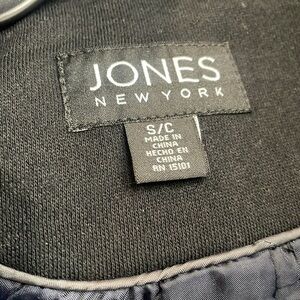 JONES
NEW YORK
S/C
MADE IN
CHINA
HECHO EN
CHINA
RN 15101